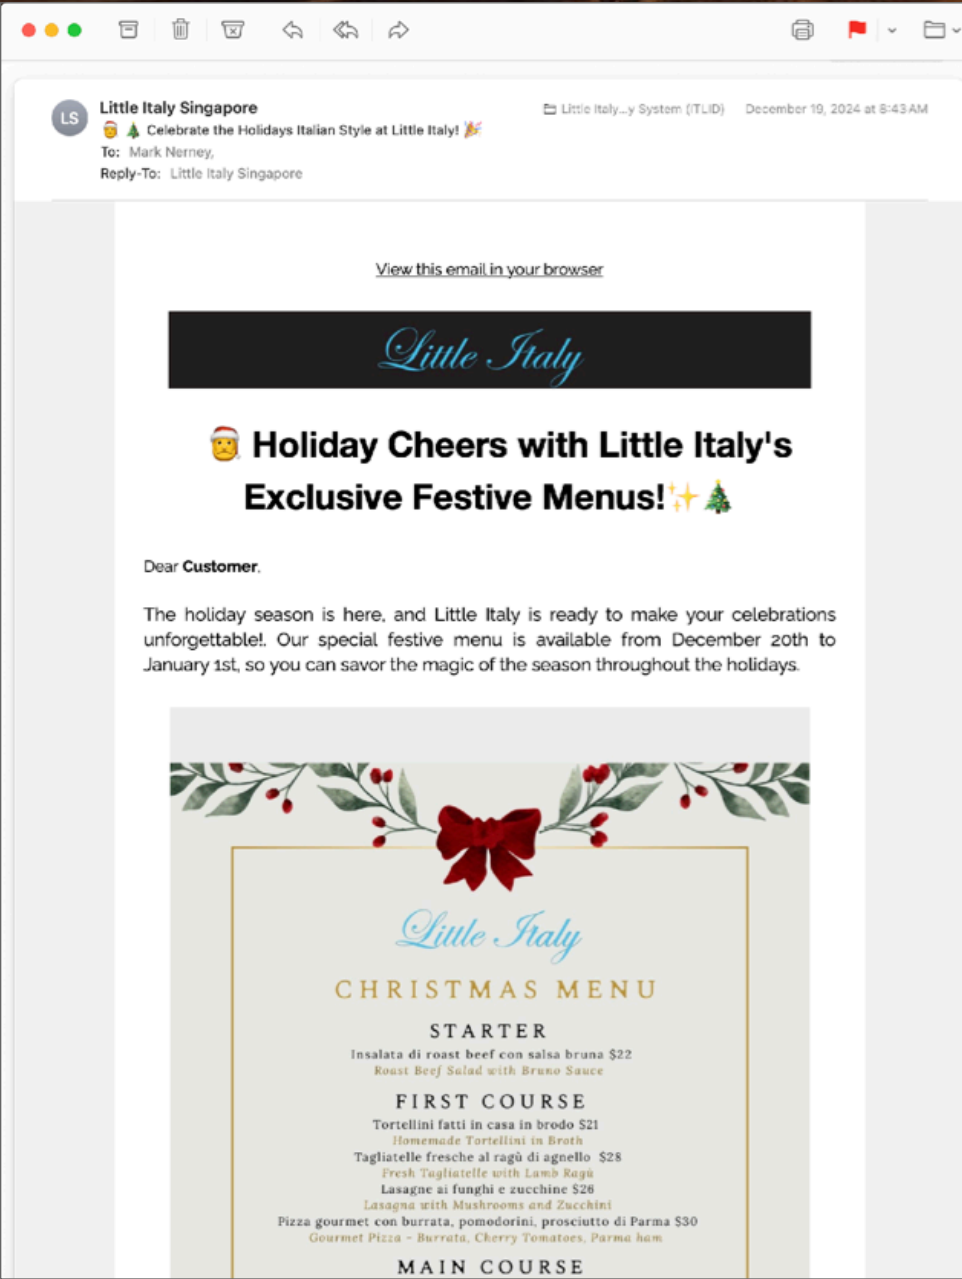 LS
Little Italy Singapore
Little Italy...y System (ITLID)
December 19, 2024 at 8:43 AM
🎅 🎄 Celebrate the Holidays Italian Style at Little Italy! 🎉
To: Mark Nerney,
Reply-To: Little Italy Singapore
View this email in your browser
Little Italy
🎅 Holiday Cheers with Little Italy's
Exclusive Festive Menus!✨🎄
Dear Customer,
The holiday season is here, and Little Italy is ready to make your celebrations
unforgettable!. Our special festive menu is available from December 20th to
January 1st, so you can savor the magic of the season throughout the holidays.
Little Italy
CHRISTMAS MENU
STARTER
Insalata di roast beef con salsa bruna $22
Roast Beef Salad with Bruno Sauce
FIRST COURSE
Tortellini fatti in casa in brodo $21
Homemade Tortellini in Broth
Tagliatelle fresche al ragù di agnello $28
Fresh Tagliatelle with Lamb Ragù
Lasagne ai funghi e zucchine $26
Lasagna with Mushrooms and Zucchini
Pizza gourmet con burrata, pomodorini, prosciutto di Parma $30
Gourmet Pizza - Burrata, Cherry Tomatoes, Parma ham
MAIN COURSE